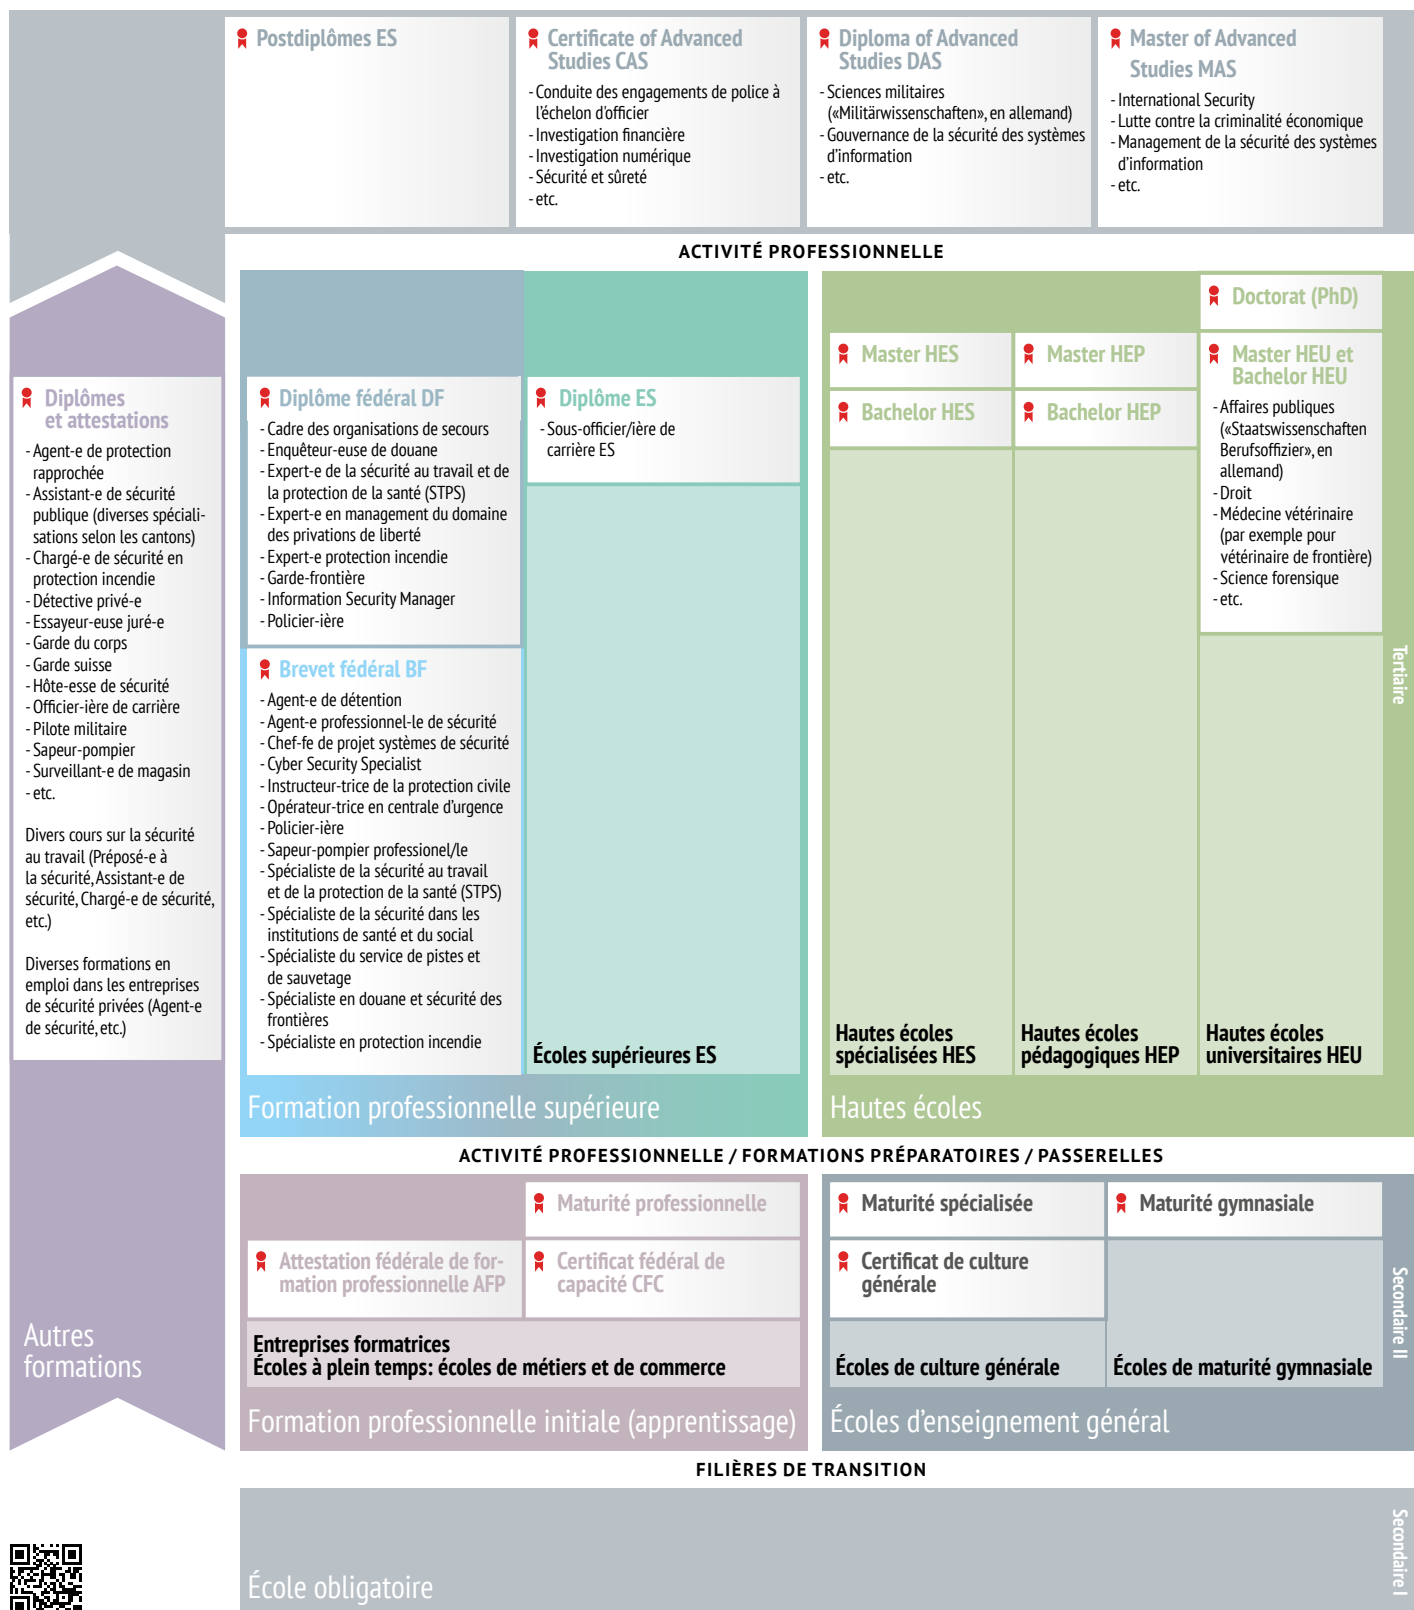 Postdiplômes ES
Certificate of Advanced
Studies CAS
- Conduite des engagements de police à
l'échelon d'officier
- Investigation financière
- Investigation numérique
- Sécurité et sûreté
- etc.
Diploma of Advanced
Studies DAS
- Sciences militaires
(«Militärwissenschaften», en allemand)
- Gouvernance de la sécurité des systèmes
d'information
- etc.
Master of Advanced
Studies MAS
- International Security
- Lutte contre la criminalité économique
- Management de la sécurité des systèmes
d'information
- etc.
ACTIVITÉ PROFESSIONNELLE
Diplômes
et attestations
- Agent-e de protection
rapprochée
- Assistant-e de sécurité
publique (diverses spéciali-
sations selon les cantons)
- Chargé-e de sécurité en
protection incendie
- Détective privé-e
- Essayeur-euse juré-e
- Garde du corps
- Garde suisse
- Hôte-esse de sécurité
- Officier-ière de carrière
- Pilote militaire
- Sapeur-pompier
- Surveillant-e de magasin
- etc.
Divers cours sur la sécurité
au travail (Préposé-e à
la sécurité, Assistant-e de
sécurité, Chargé-e de sécurité,
etc.)
Diverses formations en
emploi dans les entreprises
de sécurité privées (Agent-e
de sécurité, etc.)
Autres
formations
Diplôme fédéral DF
- Cadre des organisations de secours
- Enquêteur-euse de douane
- Expert-e de la sécurité au travail et de
la protection de la santé (STPS)
- Expert-e en management du domaine
des privations de liberté
- Expert-e protection incendie
- Garde-frontière
- Information Security Manager
- Policier-ière
Brevet fédéral BF
- Agent-e de détention
- Agent-e professionnel-le de sécurité
- Chef-fe de projet systèmes de sécurité
- Cyber Security Specialist
- Instructeur-trice de la protection civile
- Opérateur-trice en centrale d'urgence
- Policier-ière
- Sapeur-pompier professionel/le
- Spécialiste de la sécurité au travail
et de la protection de la santé (STPS)
- Spécialiste de la sécurité dans les
institutions de santé et du social
- Spécialiste du service de pistes et
de sauvetage
- Spécialiste en douane et sécurité des
frontières
- Spécialiste en protection incendie
Diplôme ES
- Sous-officier/ière de
carrière ES
Écoles supérieures ES
Formation professionnelle supérieure
Master HES
Bachelor HES
Hautes écoles
spécialisées HES
Master HEP
Bachelor HEP
Hautes écoles
pédagogiques HEP
Doctorat (PhD)
Master HEU et
Bachelor HEU
- Affaires publiques
(«Staatswissenschaften
Berufsoffizier», en
allemand)
- Droit
- Médecine vétérinaire
(par exemple pour
vétérinaire de frontière)
- Science forensique
- etc.
Hautes écoles
universitaires HEU
Hautes écoles
Tertiaire
ACTIVITÉ PROFESSIONNELLE / FORMATIONS PRÉPARATOIRES / PASSERELLES
Maturité professionnelle
Attestation fédérale de for-
mation professionnelle AFP
Certificat fédéral de
capacité CFC
Entreprises formatrices
Écoles à plein temps: écoles de métiers et de commerce
Formation professionnelle initiale (apprentissage)
Maturité spécialisée
Certificat de culture
générale
Écoles de culture générale
Maturité gymnasiale
Écoles de maturité gymnasiale
Écoles d'enseignement général
Secondaire II
FILIÈRES DE TRANSITION
École obligatoire
Secondaire I